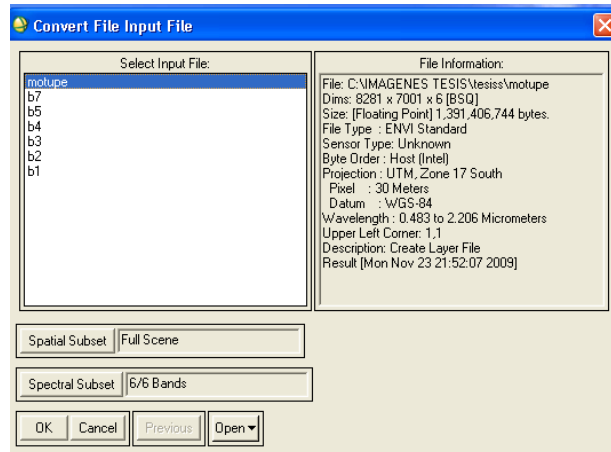 Convert File Input File
Select Input File:
motupe
b7
b5
b4
b3
b2
b1
File Information:
File: C:\IMAGENES TESIS\tesiss\motupe
Dims: 8281 x 7001 x 6 [BSQ]
Size: [Floating Point] 1,391,406,744 bytes.
File Type : ENVI Standard
Sensor Type: Unknown
Byte Order : Host (Intel)
Projection : UTM, Zone 17 South
Pixel : 30 Meters
Datum : WGS-84
Wavelength : 0.483 to 2.206 Micrometers
Upper Left Corner: 1,1
Description: Create Layer File
Result [Mon Nov 23 21:52:07 2009]
Spatial Subset Full Scene
Spectral Subset 6/6 Bands
OK Cancel Previous Open